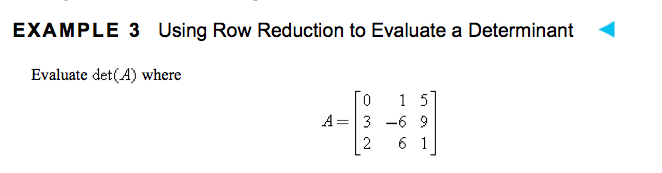 EXAMPLE 3 Using Row Reduction to Evaluate a Determinant
Evaluate det(A) where
0 1 5
A= 3 −6 9
2 6 1